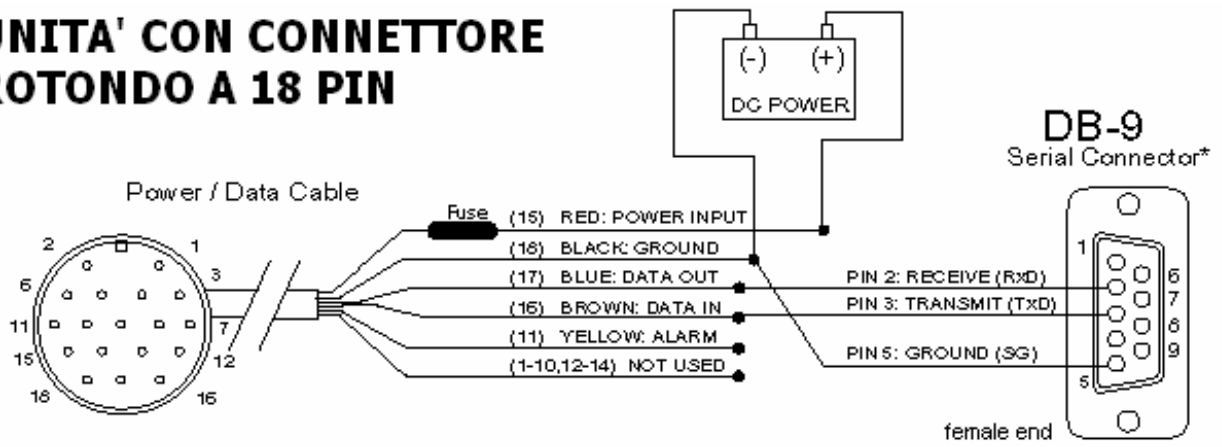 UNITA' CON CONNETTORE
ROTONDO A 18 PIN
(-) (+)
DC POWER
DB-9
Serial Connector*
Power / Data Cable
Fuse
(15) RED: POWER INPUT
(18) BLACK: GROUND
(17) BLUE: DATA OUT
(16) BROWN: DATA IN
(11) YELLOW: ALARM
(1-10,12-14) NOT USED
PIN 2: RECEIVE (RxD)
PIN 3: TRANSMIT (TxD)
PIN 5: GROUND (SG)
2
1
6
3
11
7
15
12
18
16
1
6
7
8
9
5
female end